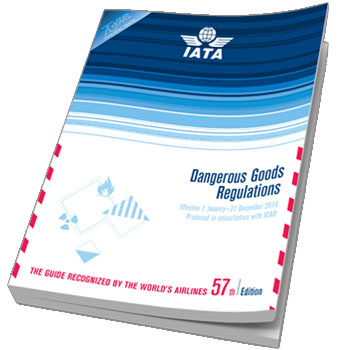 IATA
Dangerous Goods
Regulations
Effective 1 January–31 December 2016
Produced in consultation with ICAO
THE GUIDE RECOGNIZED BY THE WORLD'S AIRLINES 57th Edition